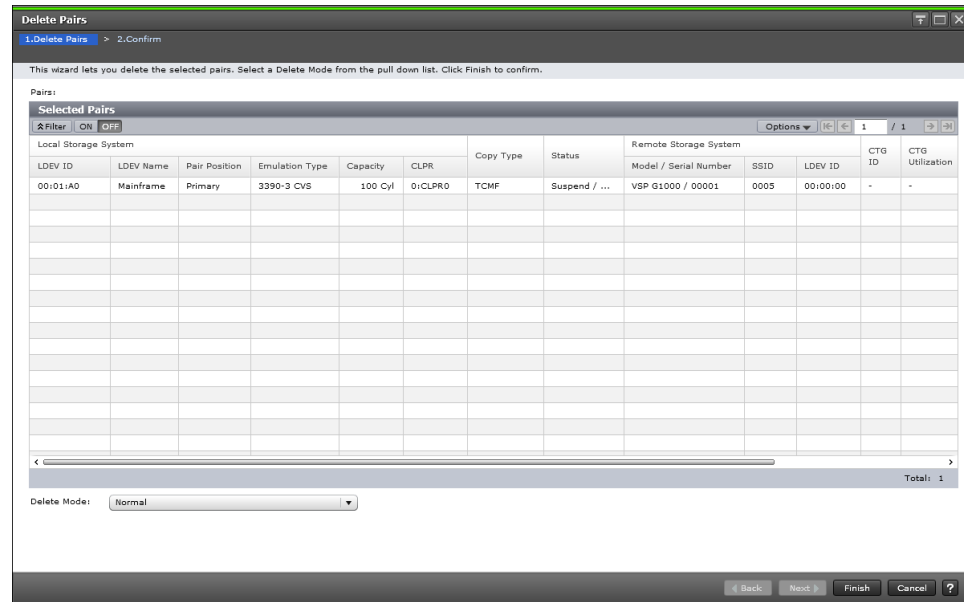 Delete Pairs
1.Delete Pairs > 2.Confirm
This wizard lets you delete the selected pairs. Select a Delete Mode from the pull down list. Click Finish to confirm.
Pairs:
Selected Pairs
Filter ON OFF Options 1 / 1
Local Storage System Copy Type Status Remote Storage System CTG ID CTG Utilization
LDEV ID LDEV Name Pair Position Emulation Type Capacity CLPR Model / Serial Number SSID LDEV ID
00:01:A0 Mainframe Primary 3390-3 CVS 100 Cyl 0:CLPR0 TCMF Suspend / ... VSP G1000 / 00001 0005 00:00:00 - -
Total: 1
Delete Mode: Normal
Back Next Finish Cancel ?